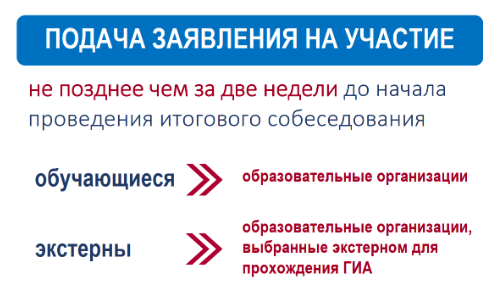 ПОДАЧА ЗАЯВЛЕНИЯ НА УЧАСТИЕ
не позднее чем за две недели до начала
проведения итогового собеседования
обучающиеся
образовательные организации
экстерны
образовательные организации,
выбранные экстерном для
прохождения ГИА